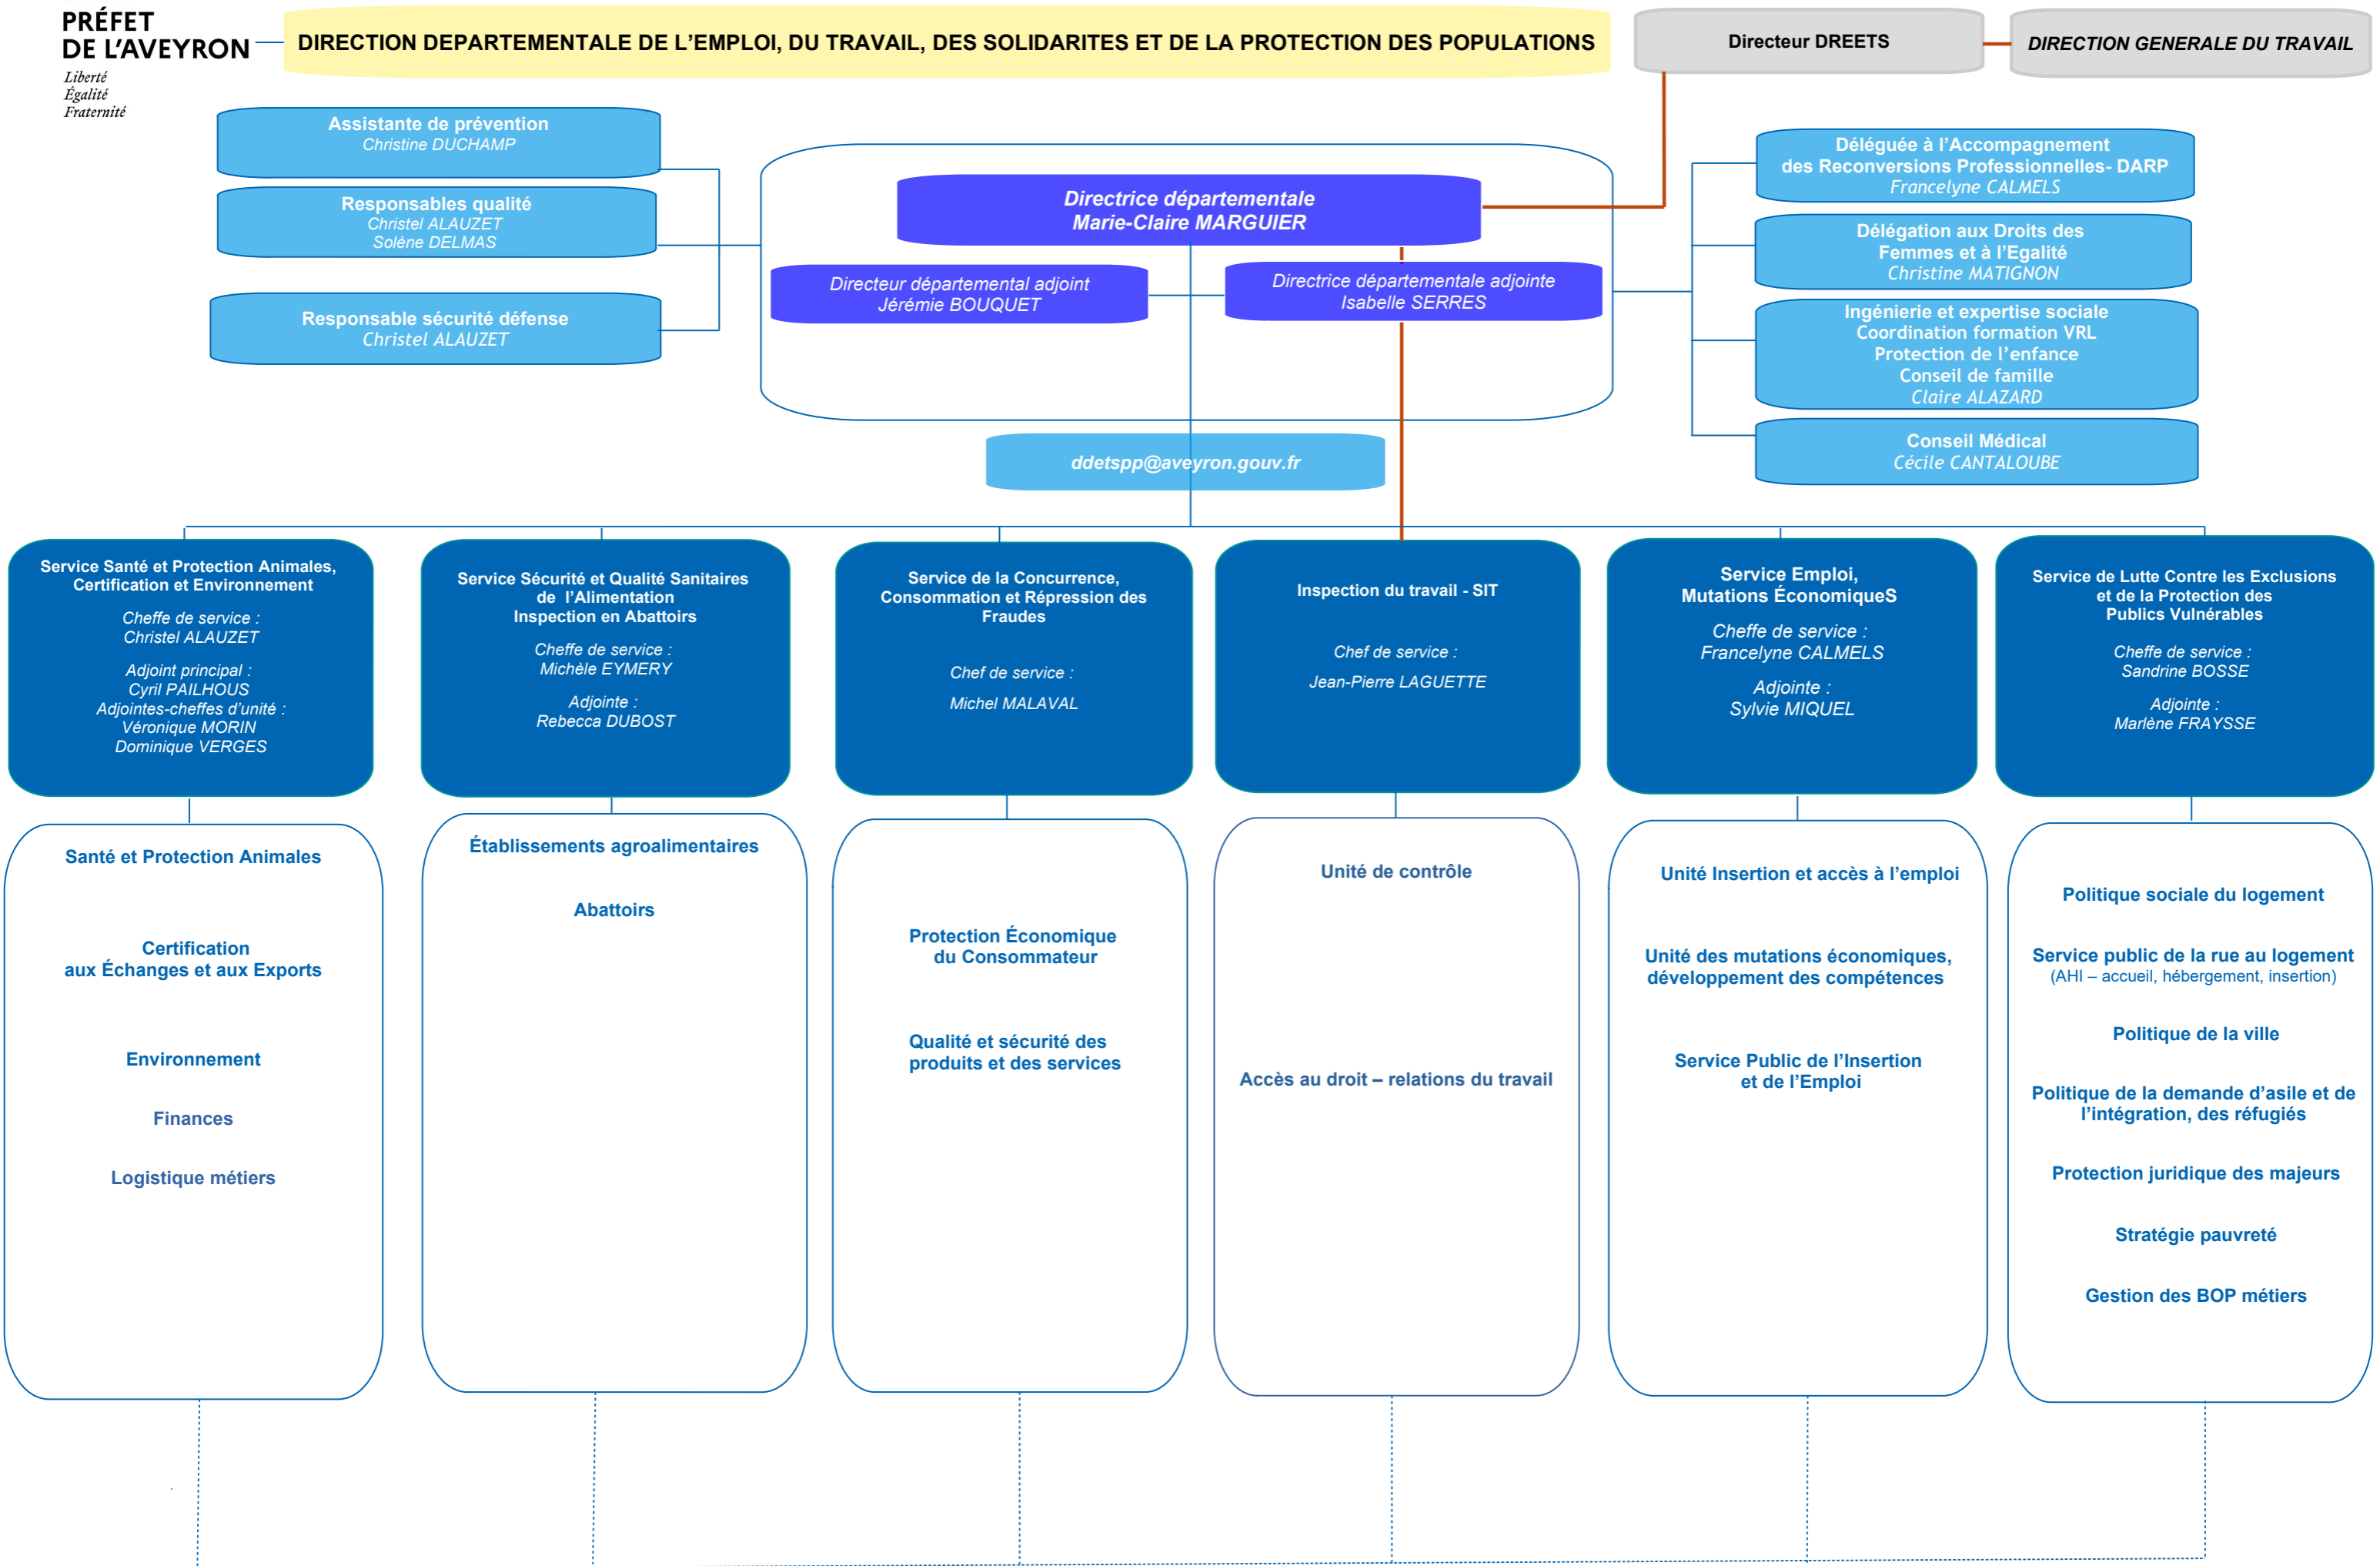 PRÉFET
DE L'AVEYRON
Liberté
Égalité
Fraternité
DIRECTION DEPARTEMENTALE DE L'EMPLOI, DU TRAVAIL, DES SOLIDARITES ET DE LA PROTECTION DES POPULATIONS
Directeur DREETS
DIRECTION GENERALE DU TRAVAIL
Assistante de prévention
Christine DUCHAMP
Responsables qualité
Christel ALAUZET
Solène DELMAS
Responsable sécurité défense
Christel ALAUZET
Directrice départementale
Marie-Claire MARGUIER
Directeur départemental adjoint
Jérémie BOUQUET
Directrice départementale adjointe
Isabelle SERRES
Déléguée à l'Accompagnement
des Reconversions Professionnelles- DARP
Francelyne CALMELS
Délégation aux Droits des
Femmes et à l'Egalité
Christine MATIGNON
Ingénierie et expertise sociale
Coordination formation VRL
Protection de l'enfance
Conseil de famille
Claire ALAZARD
Conseil Médical
Cécile CANTALOUBE
ddetspp@aveyron.gouv.fr
Service Santé et Protection Animales,
Certification et Environnement
Cheffe de service :
Christel ALAUZET
Adjoint principal :
Cyril PAILHOUS
Adjointes-cheffes d'unité :
Véronique MORIN
Dominique VERGES
Service Sécurité et Qualité Sanitaires
de l'Alimentation
Inspection en Abattoirs
Cheffe de service :
Michèle EYMERY
Adjointe :
Rebecca DUBOST
Service de la Concurrence,
Consommation et Répression des
Fraudes
Chef de service :
Michel MALAVAL
Inspection du travail - SIT
Chef de service :
Jean-Pierre LAGUETTE
Service Emploi,
Mutations ÉconomiqueS
Cheffe de service :
Francelyne CALMELS
Adjointe :
Sylvie MIQUEL
Service de Lutte Contre les Exclusions
et de la Protection des
Publics Vulnérables
Cheffe de service :
Sandrine BOSSE
Adjointe :
Marlène FRAYSSE
Santé et Protection Animales
Certification
aux Échanges et aux Exports
Environnement
Finances
Logistique métiers
Établissements agroalimentaires
Abattoirs
Protection Économique
du Consommateur
Qualité et sécurité des
produits et des services
Unité de contrôle
Accès au droit – relations du travail
Unité Insertion et accès à l'emploi
Unité des mutations économiques,
développement des compétences
Service Public de l'Insertion
et de l'Emploi
Politique sociale du logement
Service public de la rue au logement
(AHI – accueil, hébergement, insertion)
Politique de la ville
Politique de la demande d'asile et de
l'intégration, des réfugiés
Protection juridique des majeurs
Stratégie pauvreté
Gestion des BOP métiers